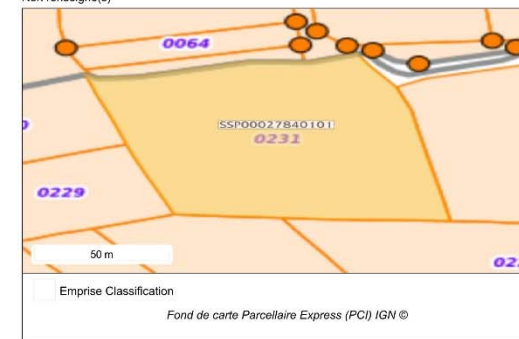 0064
SSP00027840101
0231
0229
50 m
Emprise Classification
Fond de carte Parcellaire Express (PCI) IGN ©